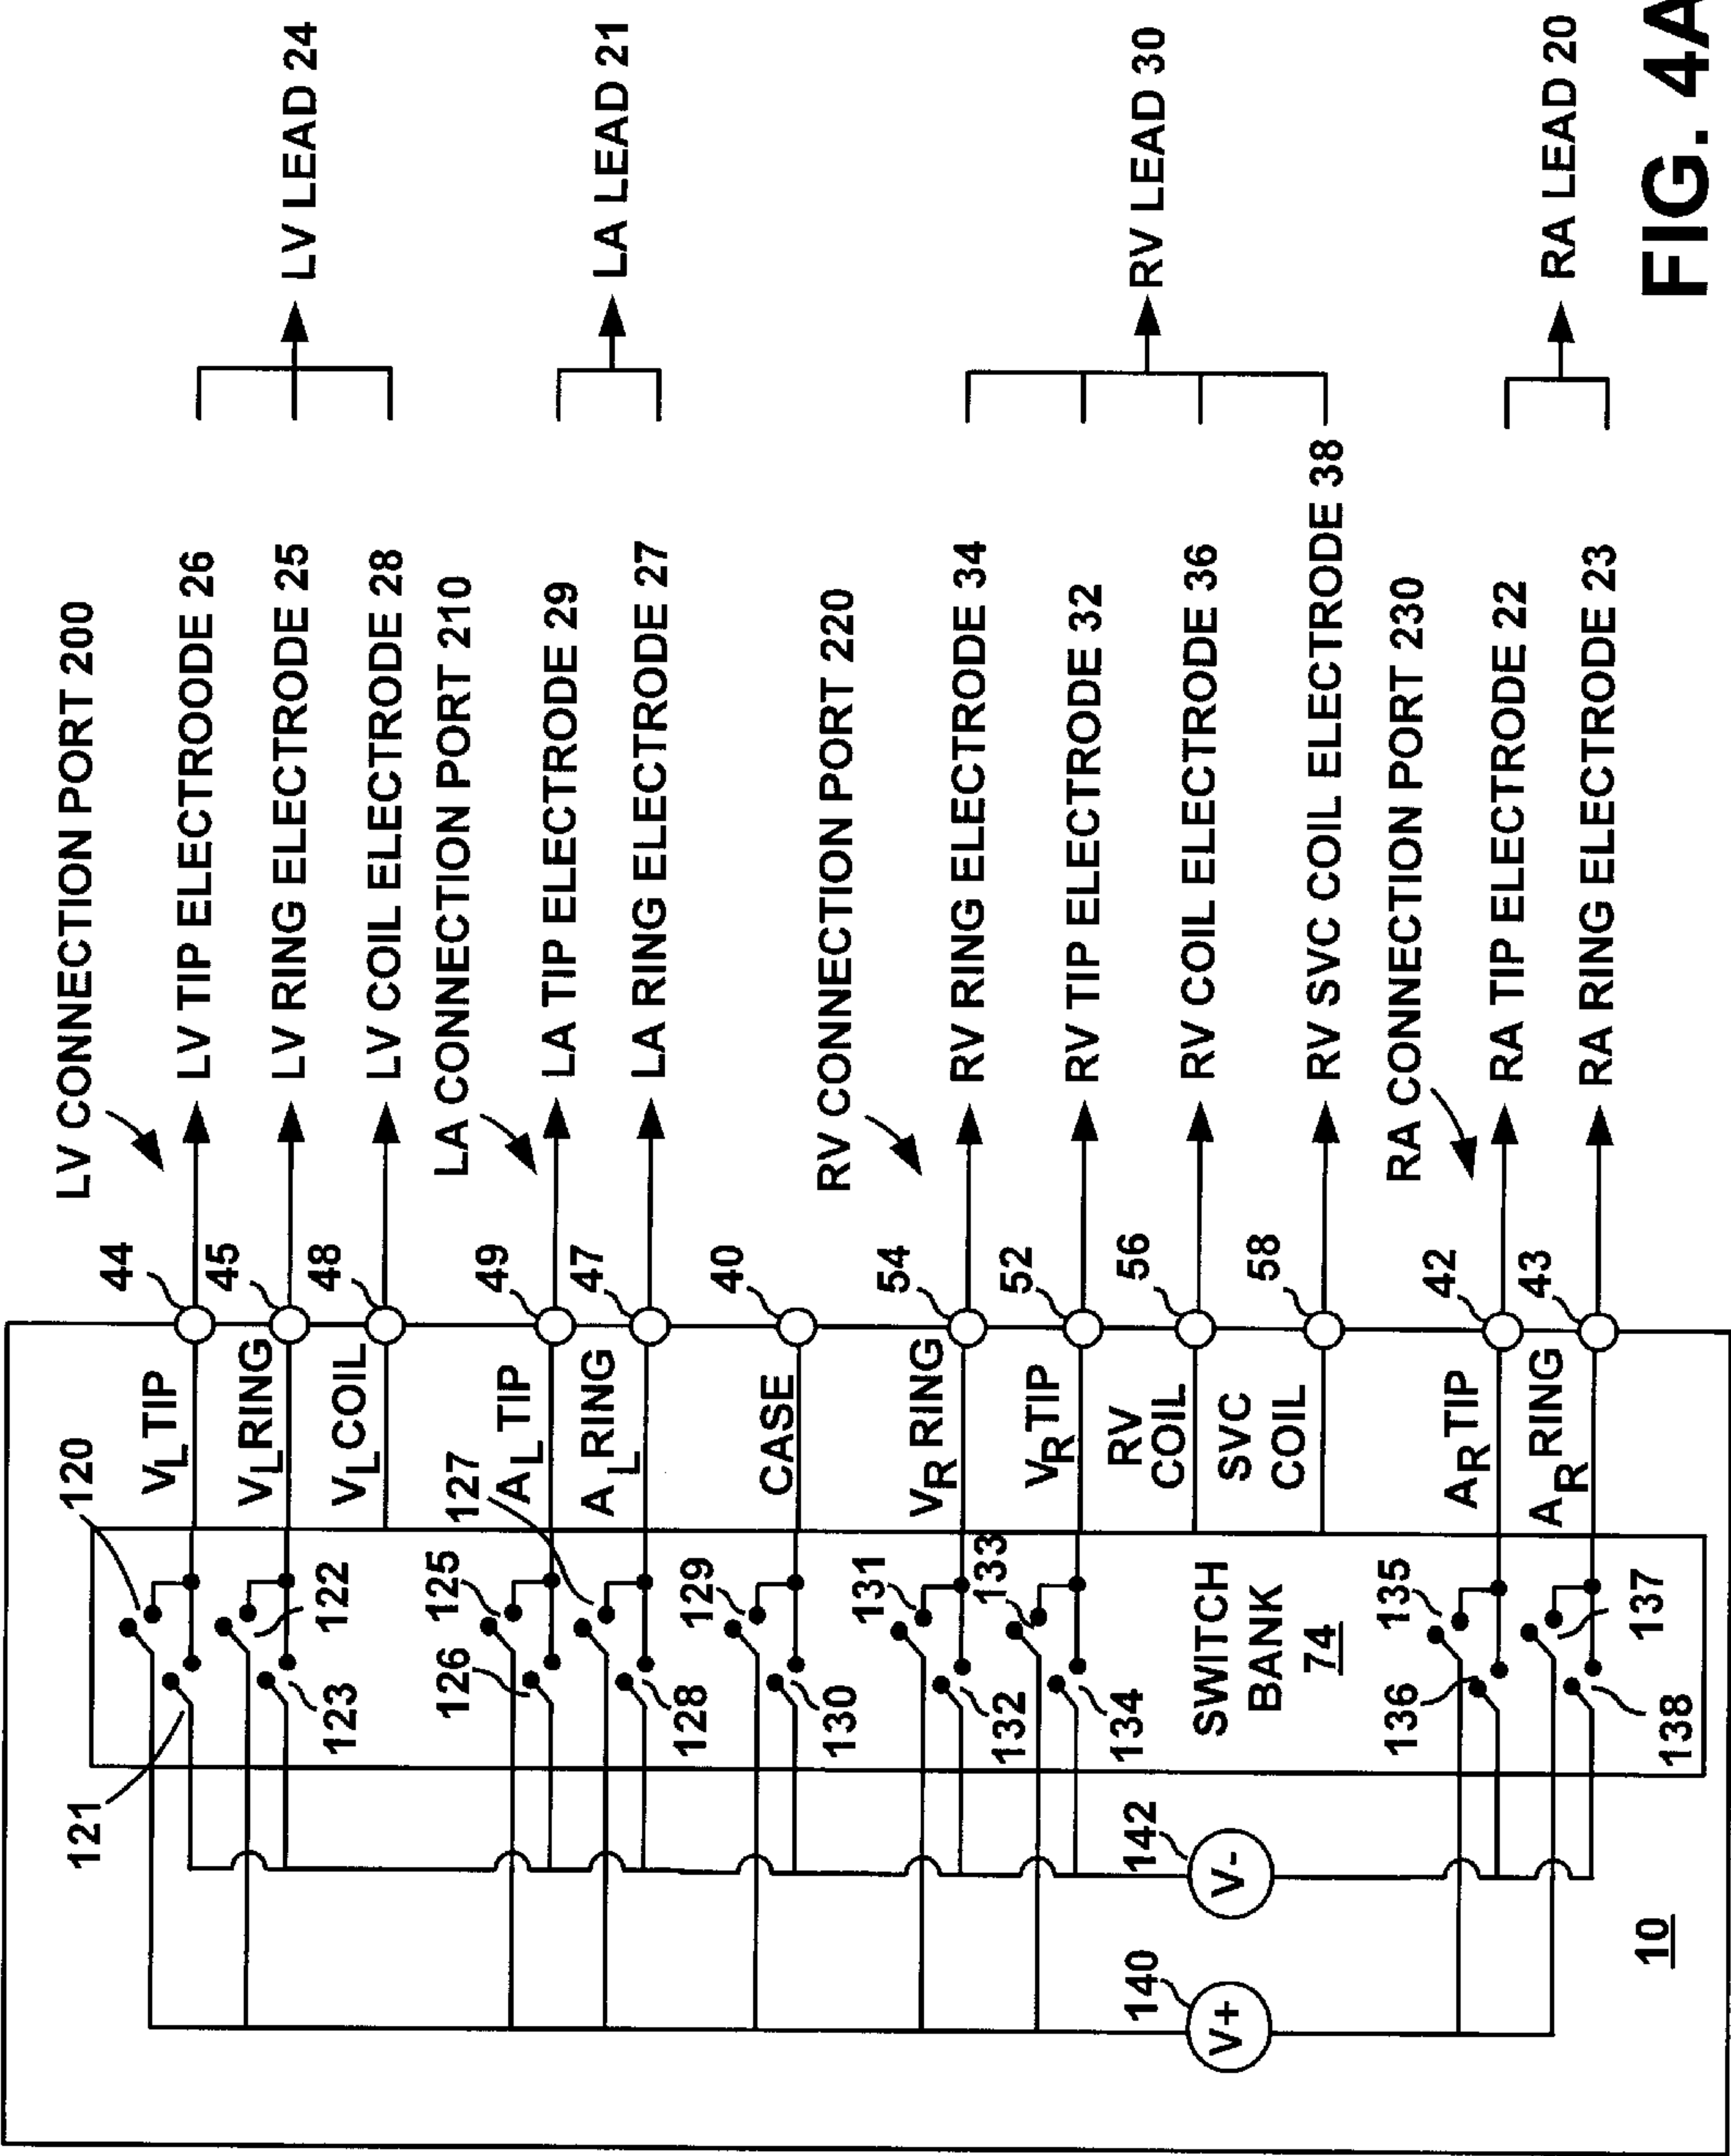 LV CONNECTION PORT 200
LV TIP ELECTROODE 26
LV RING ELECTRODE 25
LV COIL ELECTRODE 28
LV LEAD 24
LA CONNECTION PORT 210
LA TIP ELECTRODE 29
LA RING ELECTRODE 27
LA LEAD 21
RV CONNECTION PORT 220
RV RING ELECTRODE 34
RV TIP ELECTRODE 32
RV COIL ELECTRODE 36
RV SVC COIL ELECTRODE 38
RV LEAD 30
RA CONNECTION PORT 230
RA TIP ELECTRODE 22
RA RING ELECTRODE 23
RA LEAD 20
44
45
48
49
47
40
54
52
56
58
42
43
VL TIP
VL RING
VL COIL
AL TIP
AL RING
CASE
VR RING
VR TIP
RV
COIL
SVC
COIL
AR TIP
AR RING
120
121
122
123
125
126
127
128
129
130
131
132
133
134
135
136
137
138
SWITCH
BANK
74
140
V+
142
V-
10
FIG. 4A